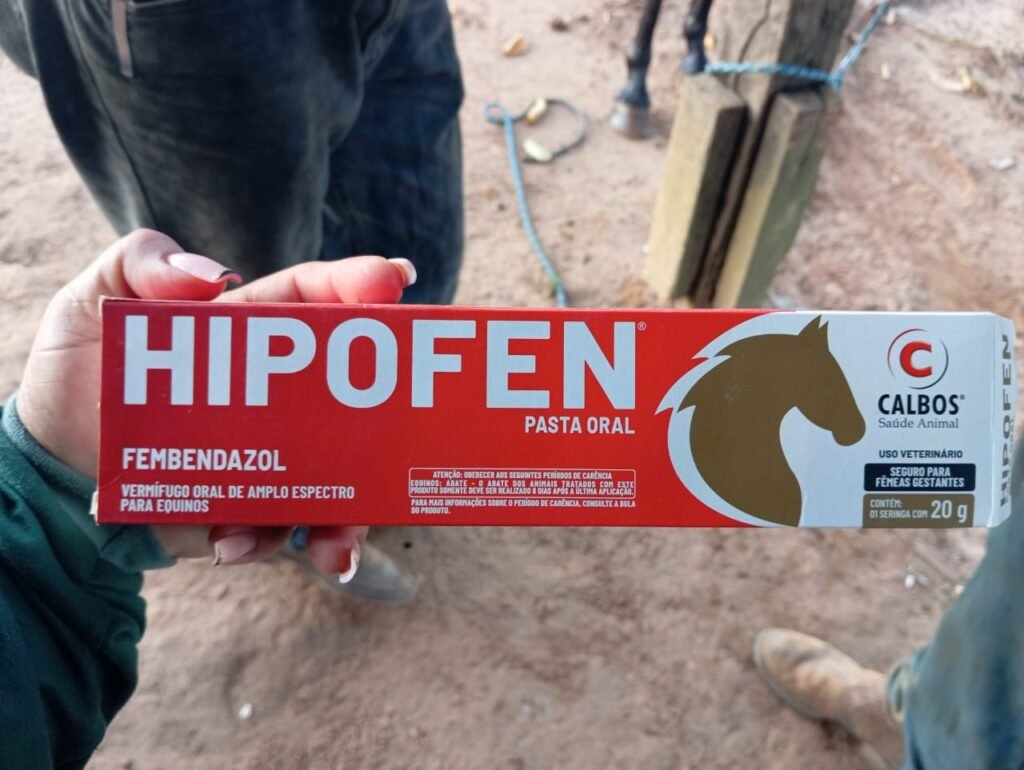 HIPOFEN®
PASTA ORAL
FEMBENDAZOL
VERMÍFUGO ORAL DE AMPLO ESPECTRO
PARA EQUINOS
ATENÇÃO: OBEDECER AOS SEGUINTES PERÍODOS DE CARÊNCIA
EQUINOS: ABATE - O ABATE DOS ANIMAIS TRATADOS COM ESTE
PRODUTO SOMENTE DEVE SER REALIZADO DIAS APÓS A ÚLTIMA APLICAÇÃO.
PARA MAIS INFORMAÇÕES SOBRE O PERÍODO DE CARÊNCIA, CONSULTE A BULA
DO PRODUTO.
C
CALBOS®
Saúde Animal
USO VETERINÁRIO
SEGURO PARA
FÊMEAS GESTANTES
CONTÉM:
01 SERINGA COM 20 g
HIPOFEN